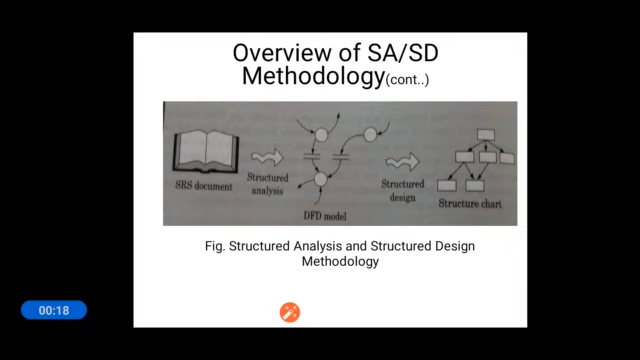 Overview of SA/SD
Methodology(cont..)
SRS document
Structured
analysis
DFD model
Structured
design
Structure chart
Fig. Structured Analysis and Structured Design
Methodology
00:18